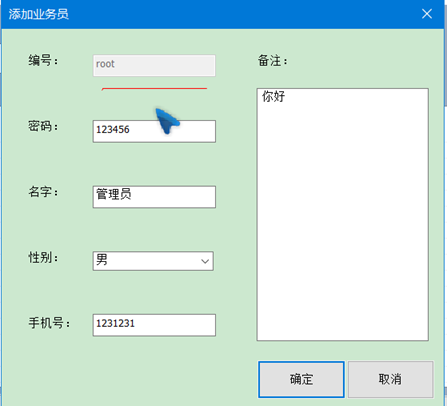 添加业务员
编号： root
密码： 123456
名字： 管理员
性别： 男
手机号： 1231231
备注：
你好
确定 取消